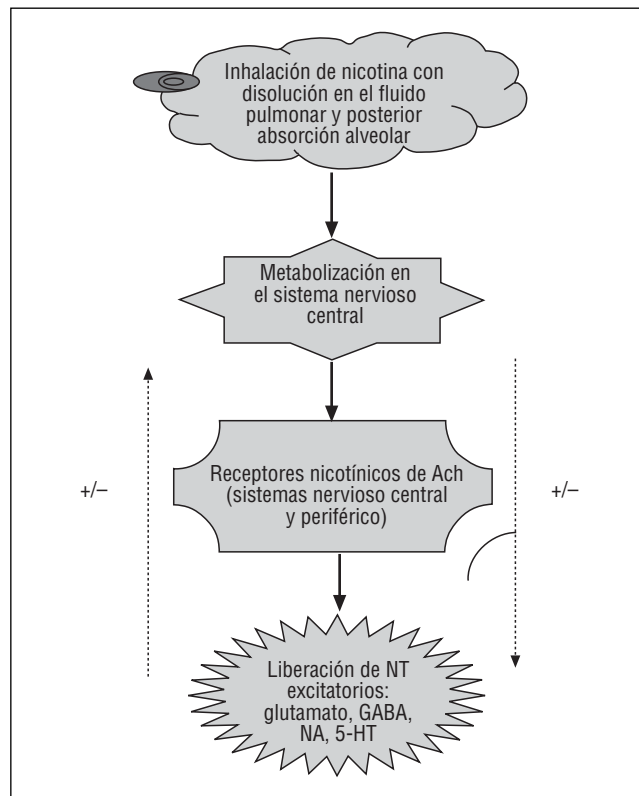 Inhalación de nicotina con
disolución en el fluido
pulmonar y posterior
absorción alveolar
Metabolización en
el sistema nervioso
central
+/–
Receptores nicotínicos de Ach
(sistemas nervioso central
y periférico)
+/–
Liberación de NT
excitatorios:
glutamato, GABA,
NA, 5-HT